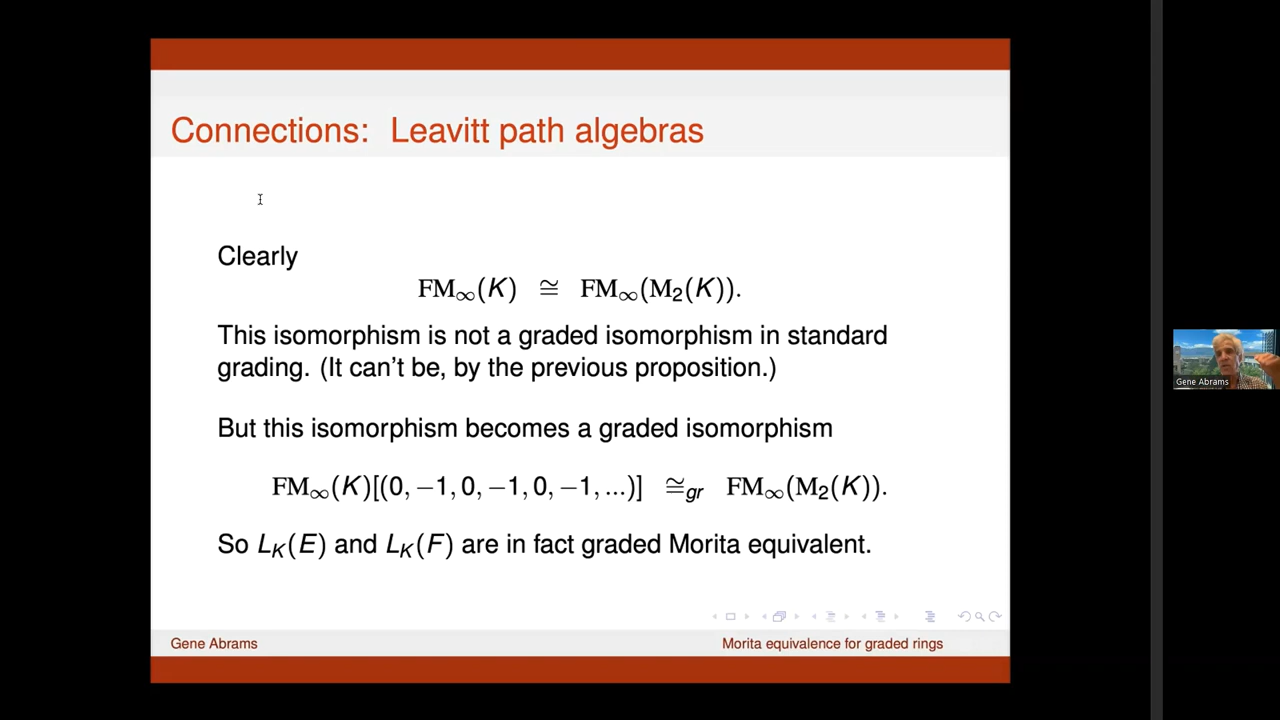 Connections: Leavitt path algebras
Clearly
FM∞(K) ≅ FM∞(M₂(K)).
This isomorphism is not a graded isomorphism in standard
grading. (It can't be, by the previous proposition.)
But this isomorphism becomes a graded isomorphism
FM∞(K)[(0, −1, 0, −1, 0, −1, ...)] ≅gr FM∞(M₂(K)).
So L_K(E) and L_K(F) are in fact graded Morita equivalent.
Gene Abrams
Morita equivalence for graded rings
Gene Abrams